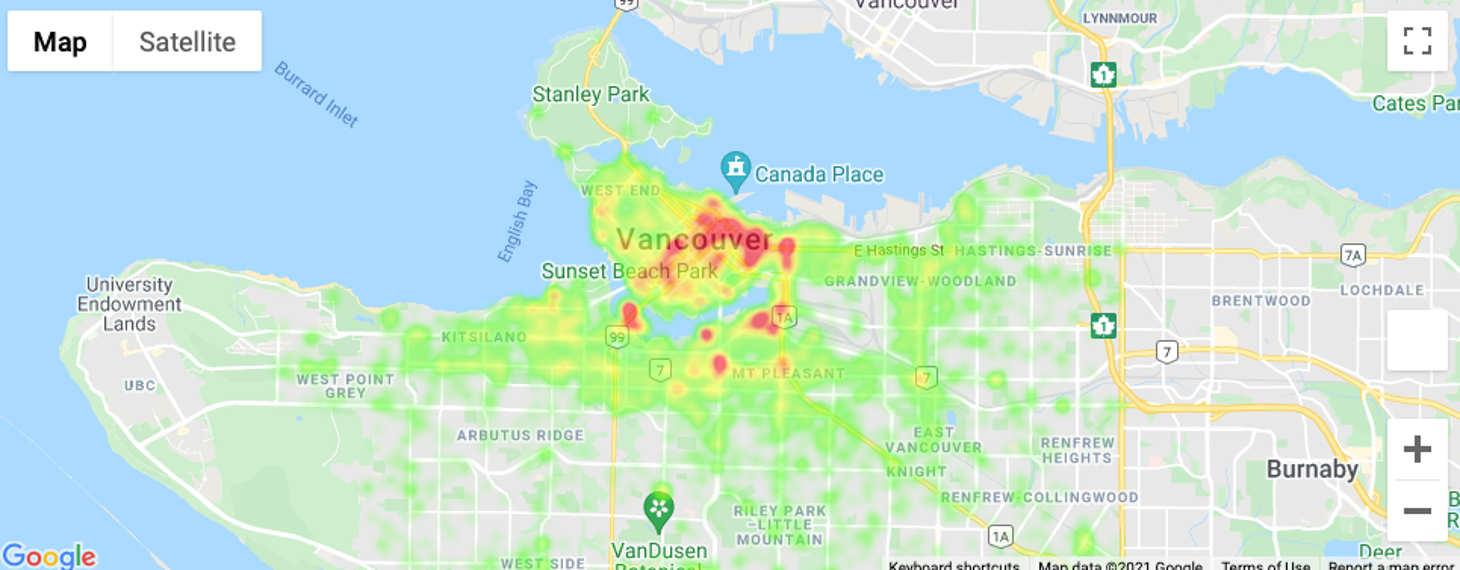 99
Vancouver
LYNNMOUR
Map
Satellite
1
Burrard Inlet
Stanley Park
Cates Par
Canada Place
WEST END
English Bay
Vancouver
E Hastings St
HASTINGS-SUNRISE
7A
Sunset Beach Park
GRANDVIEW-WOODLAND
University
Endowment
Lands
LOCHDALE
BRENTWOOD
1A
1
KITSILANO
99
7
UBC
WEST POINT
GREY
7
MT PLEASANT
7
ARBUTUS RIDGE
EAST
VANCOUVER
RENFREW
HEIGHTS
KNIGHT
Burnaby
RENFREW-COLLINGWOOD
B
R
RILEY PARK
–LITTLE
MOUNTAIN
1A
VanDusen
Botanical
WEST SIDE
Deer
Google
Keyboard shortcuts
Map data ©2021 Google
Terms of Use
Report a map error